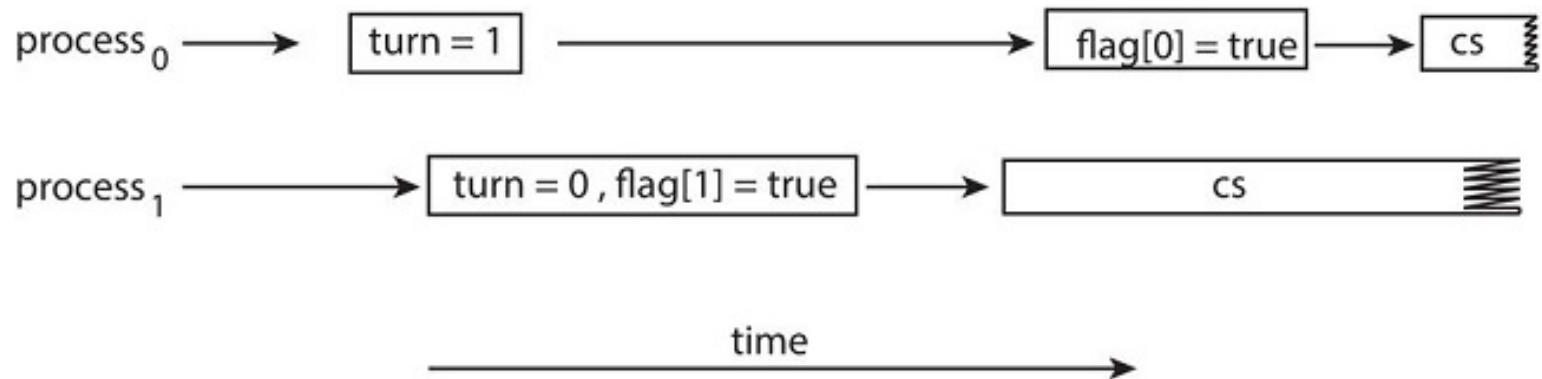 process0 turn = 1 flag[0] = true cs
process1 turn = 0 , flag[1] = true cs
time